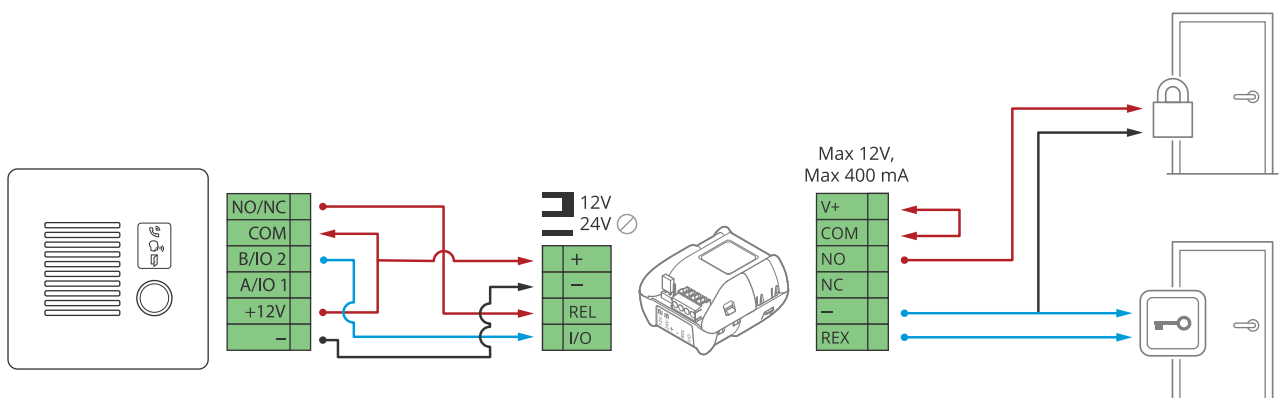 NO/NC
COM
B/IO 2
A/IO 1
+12V
–
12V
24V
+
–
REL
I/O
Max 12V,
Max 400 mA
V+
COM
NO
NC
–
REX